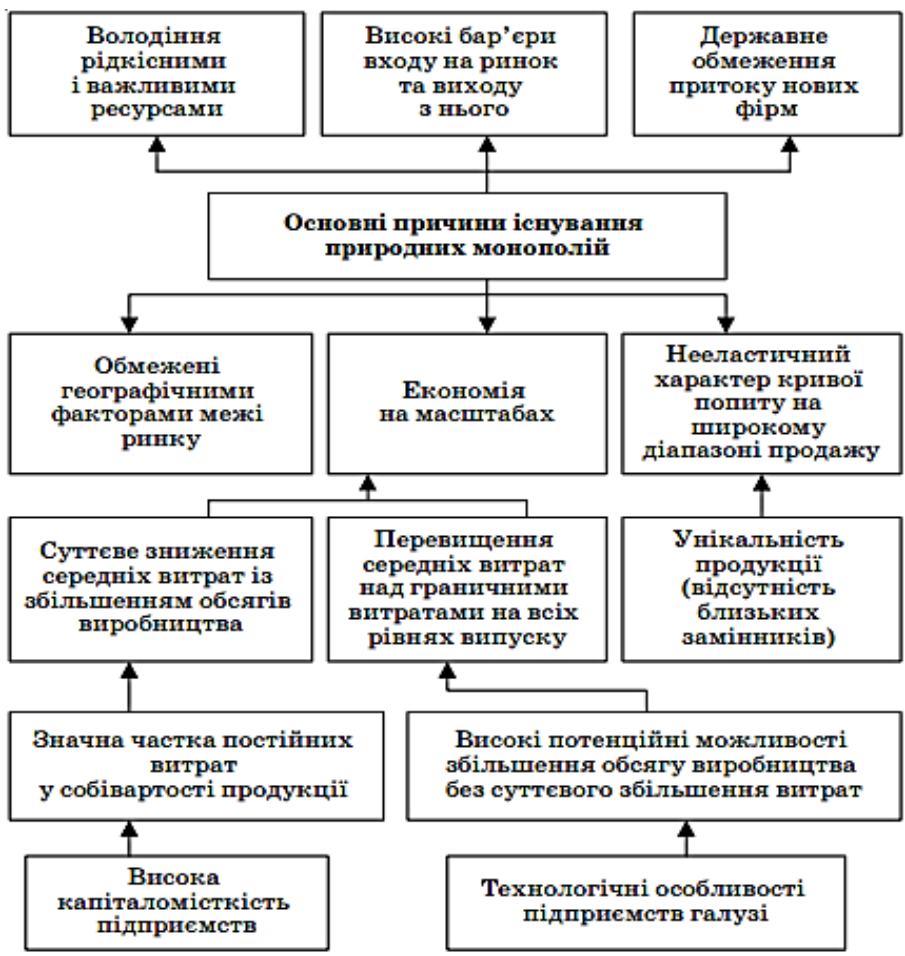 Володіння
рідкісними
і важливими
ресурсами
Високі бар’єри
входу на ринок
та виходу
з нього
Державне
обмеження
притоку нових
фірм
Основні причини існування
природних монополій
Обмежені
географічними
факторами межі
ринку
Економія
на масштабах
Нееластичний
характер кривої
попиту на
широкому
діапазоні продажу
Суттєве зниження
середніх витрат із
збільшенням обсягів
виробництва
Перевищення
середніх витрат
над граничними
витратами на всіх
рівнях випуску
Унікальність
продукції
(відсутність
близьких
замінників)
Значна частка постійних
витрат
у собівартості продукції
Високі потенційні можливості
збільшення обсягу виробництва
без суттєвого збільшення витрат
Висока
капіталомісткість
підприємств
Технологічні особливості
підприємств галузі